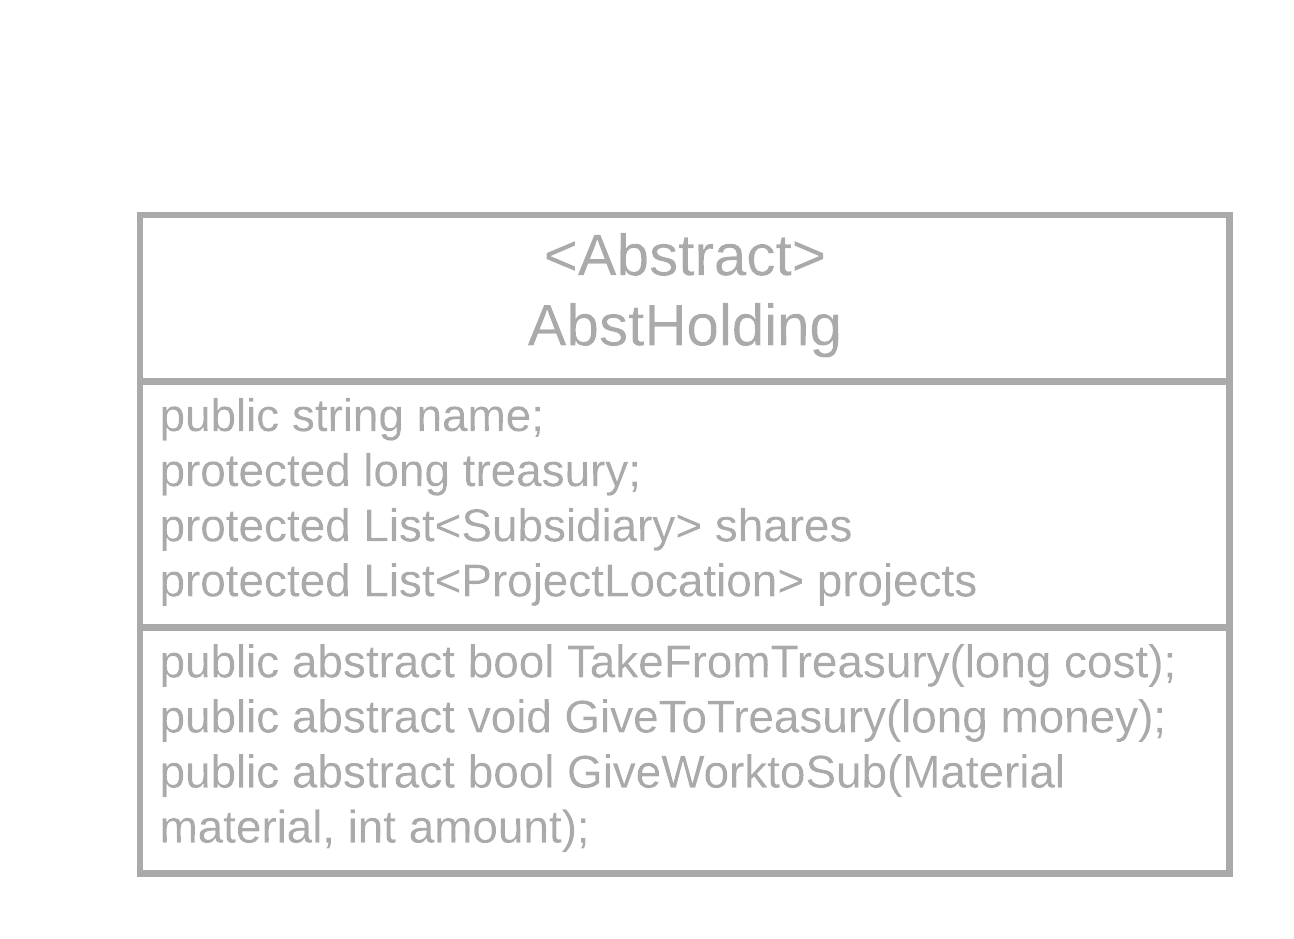 <Abstract>
AbstHolding
public string name;
protected long treasury;
protected List<Subsidiary> shares
protected List<ProjectLocation> projects
public abstract bool TakeFromTreasury(long cost);
public abstract void GiveToTreasury(long money);
public abstract bool GiveWorktoSub(Material
material, int amount);